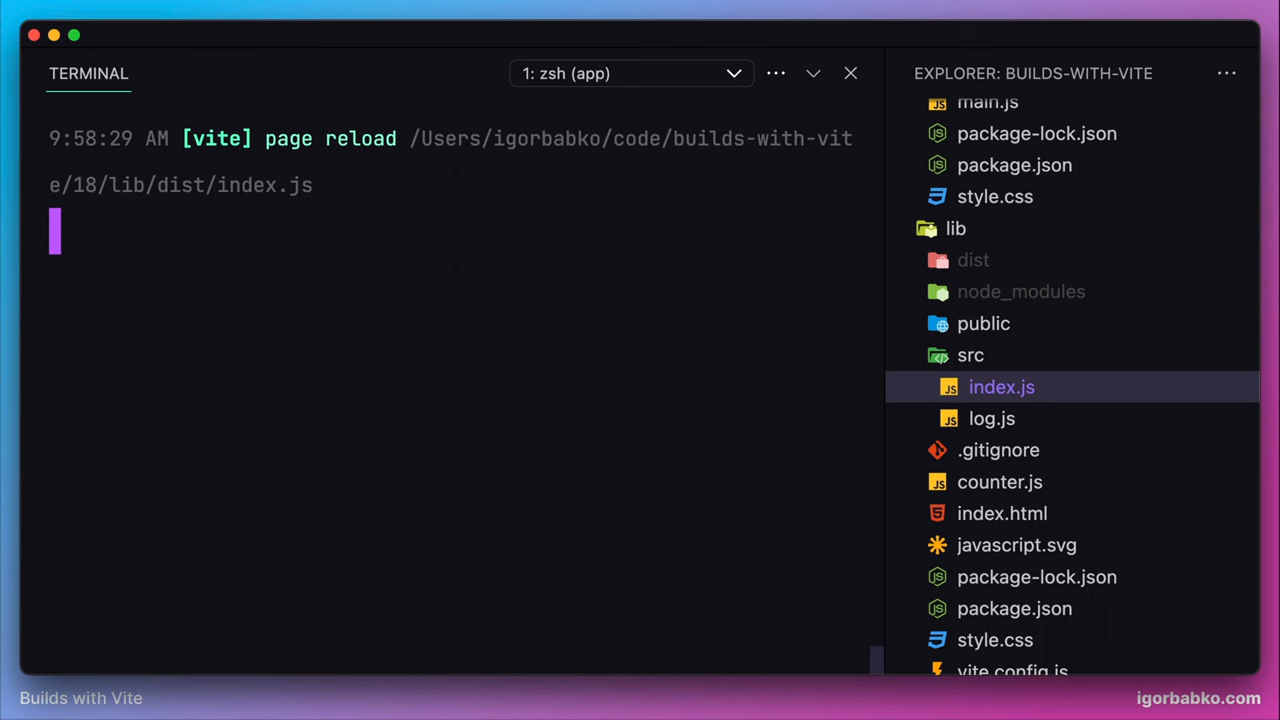 TERMINAL
1: zsh (app)
9:58:29 AM [vite] page reload /Users/igorbabko/code/builds-with-vit
e/18/lib/dist/index.js
EXPLORER: BUILDS-WITH-VITE
main.js
package-lock.json
package.json
style.css
lib
dist
node_modules
public
src
index.js
log.js
.gitignore
counter.js
index.html
javascript.svg
package-lock.json
package.json
style.css
vite.config.js
Builds with Vite
igorbabko.com